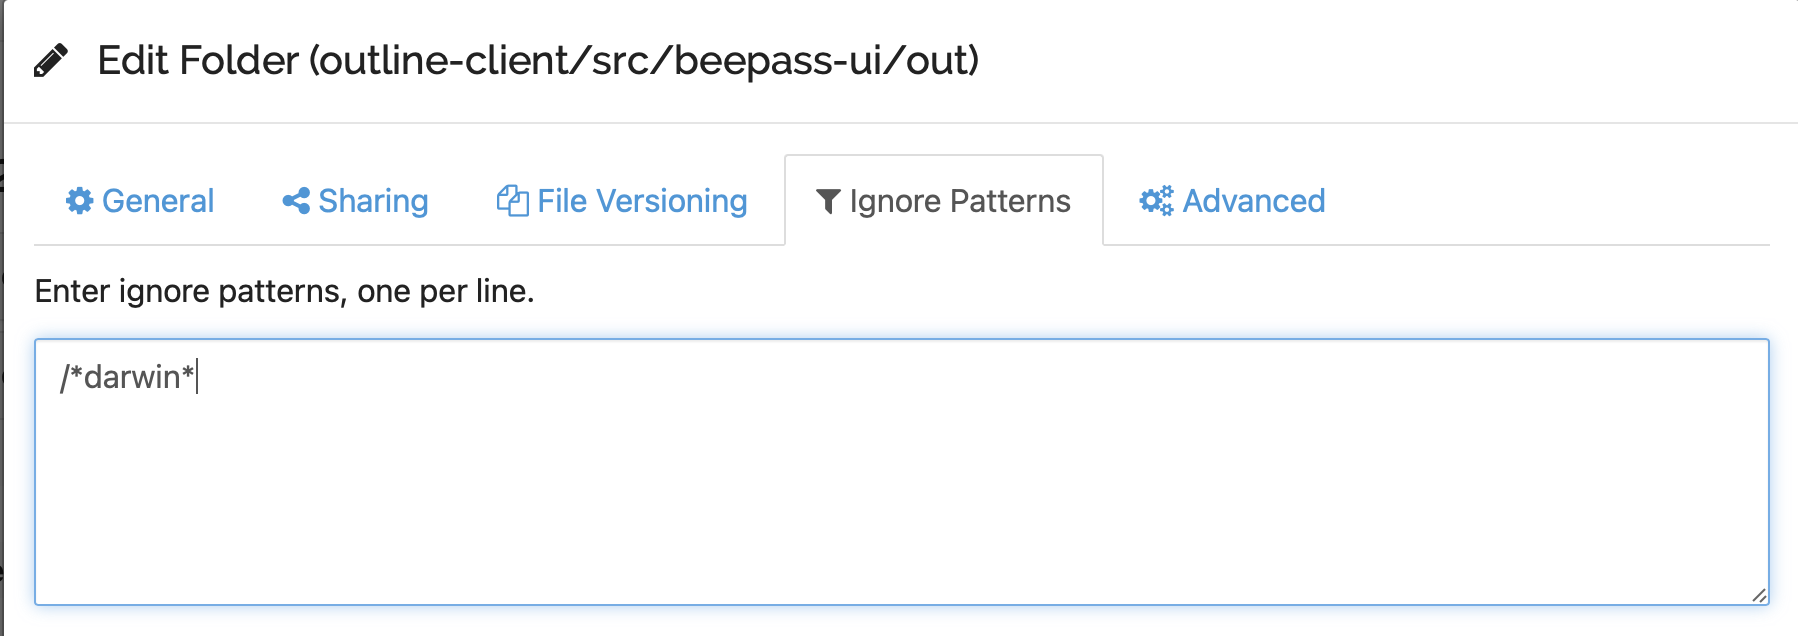 Edit Folder (outline-client/src/beepass-ui/out)
General Sharing File Versioning Ignore Patterns Advanced
Enter ignore patterns, one per line.
/*darwin*